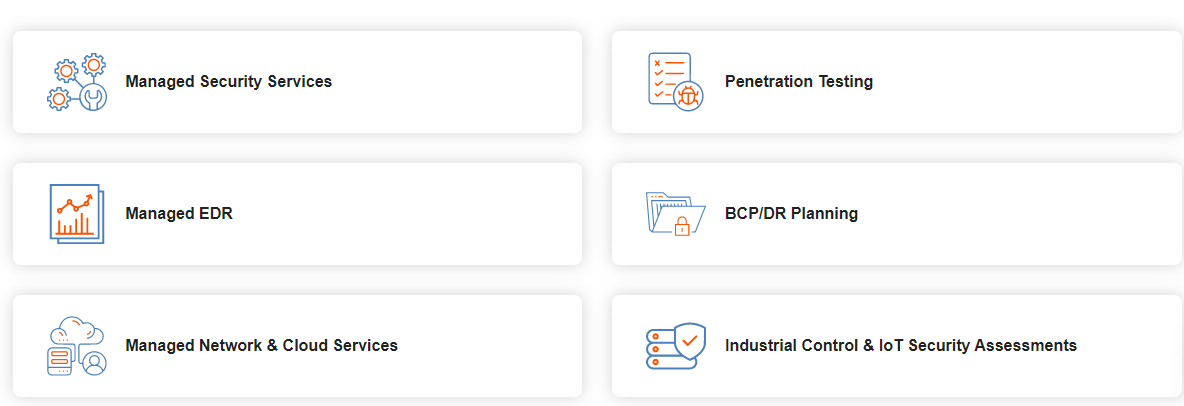 Managed Security Services
Penetration Testing
Managed EDR
BCP/DR Planning
Managed Network & Cloud Services
Industrial Control & IoT Security Assessments